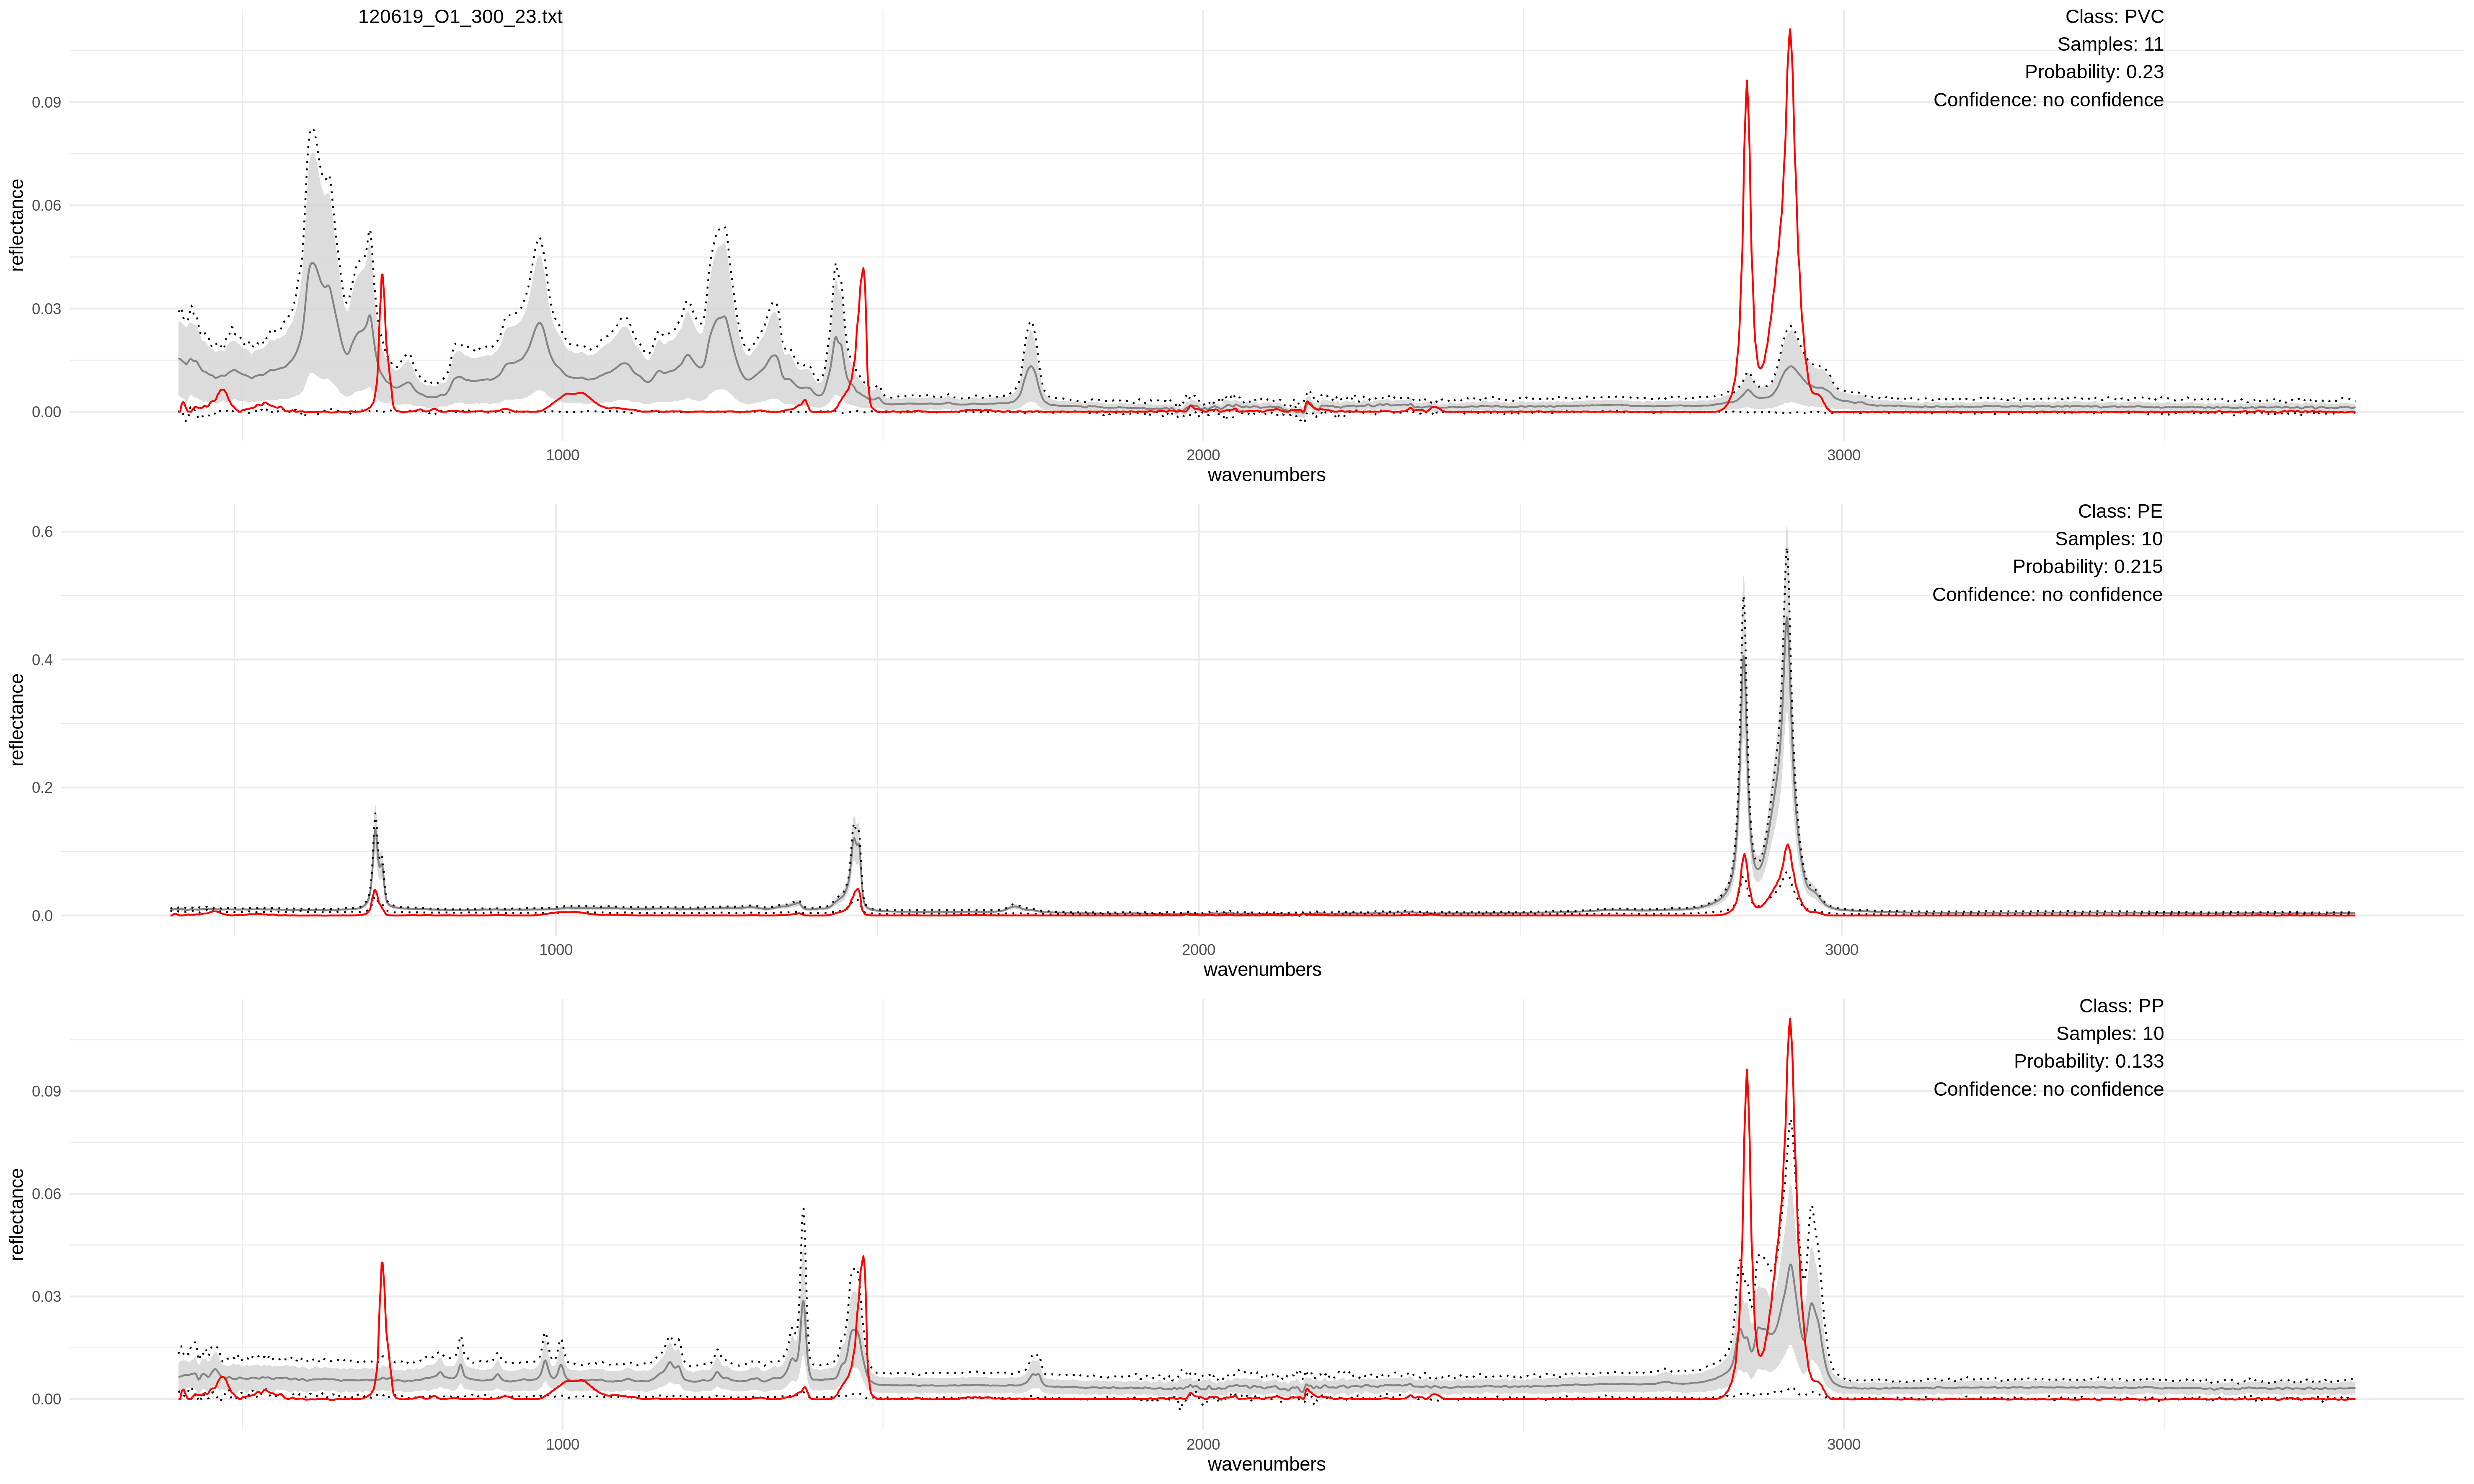 120619_O1_300_23.txt
Class: PVC
Samples: 11
Probability: 0.23
Confidence: no confidence
reflectance
0.09
0.06
0.03
0.00
1000
2000
3000
wavenumbers
Class: PE
Samples: 10
Probability: 0.215
Confidence: no confidence
reflectance
0.6
0.4
0.2
0.0
1000
2000
3000
wavenumbers
Class: PP
Samples: 10
Probability: 0.133
Confidence: no confidence
reflectance
0.09
0.06
0.03
0.00
1000
2000
3000
wavenumbers